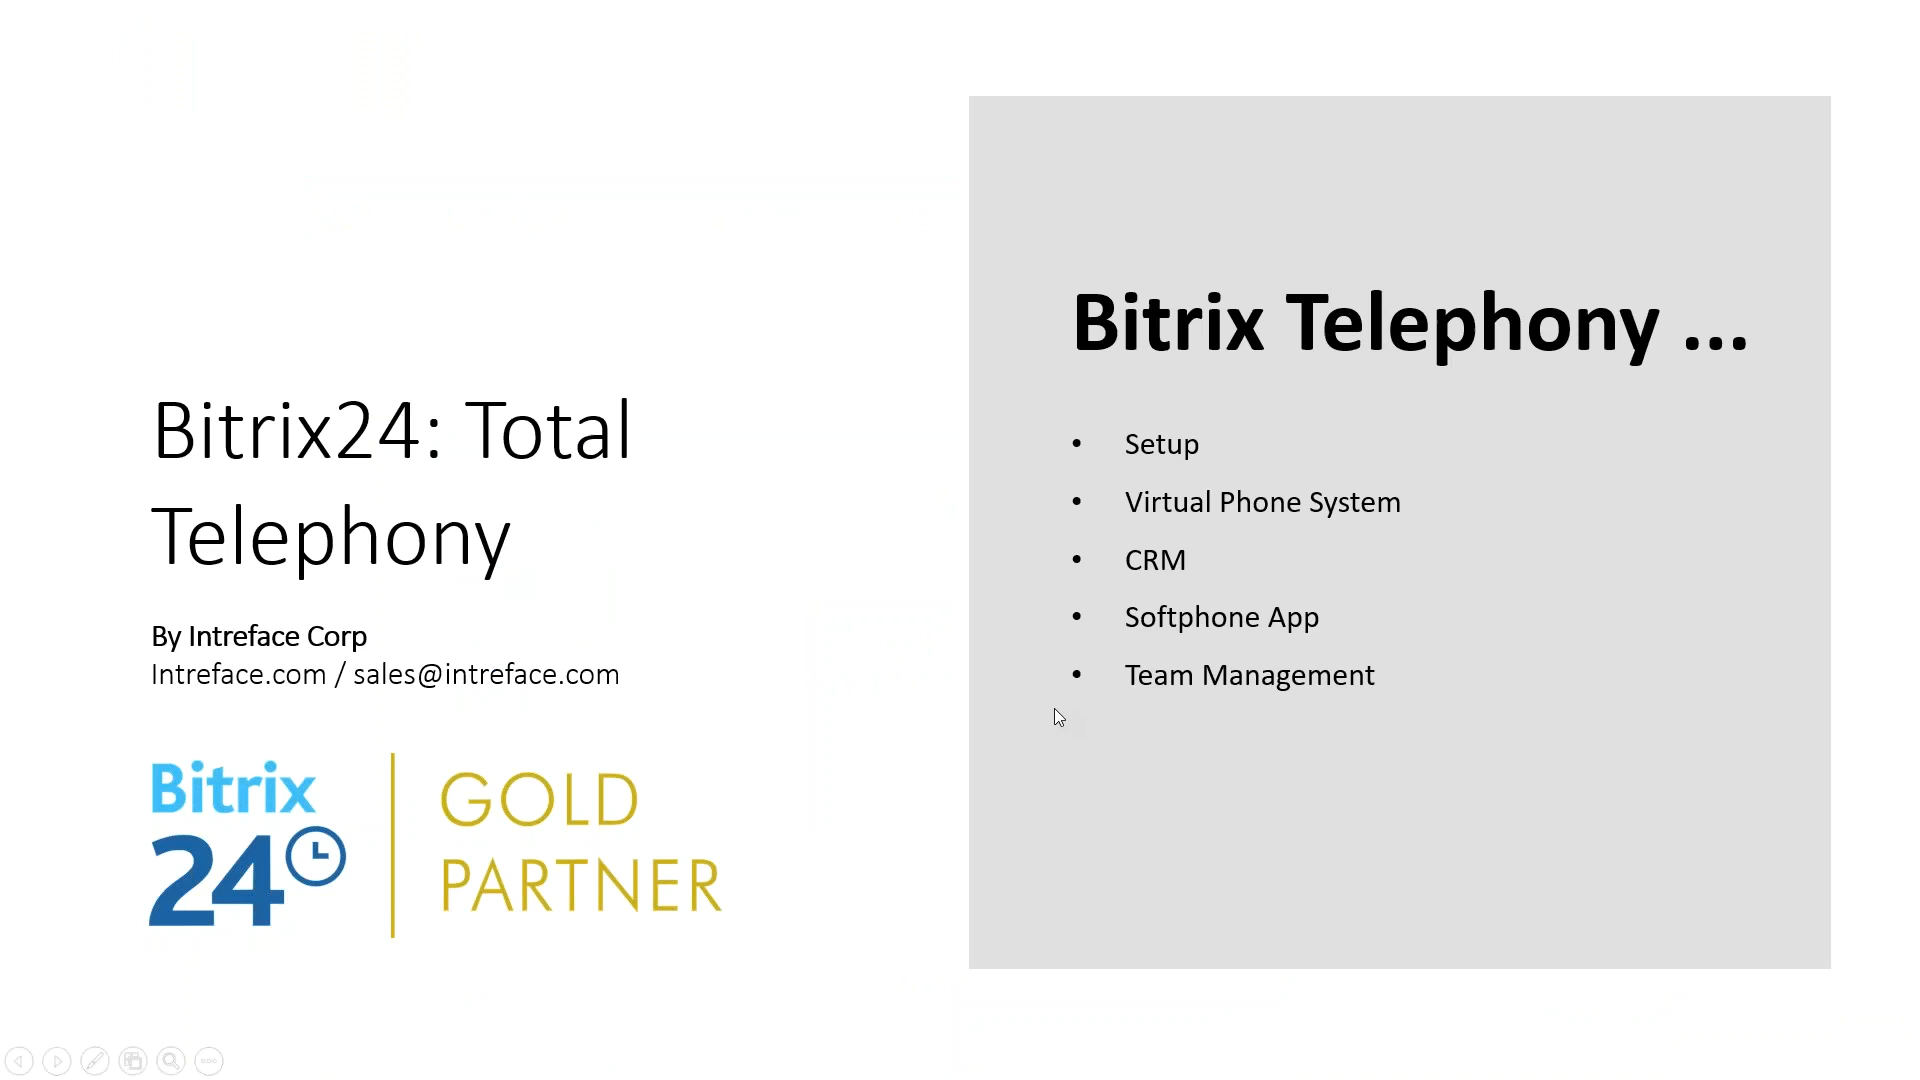 Bitrix24: Total
Telephony
By Intreface Corp
Intreface.com / sales@intreface.com
Bitrix
24
GOLD
PARTNER
Bitrix Telephony ...
• Setup
• Virtual Phone System
• CRM
• Softphone App
• Team Management